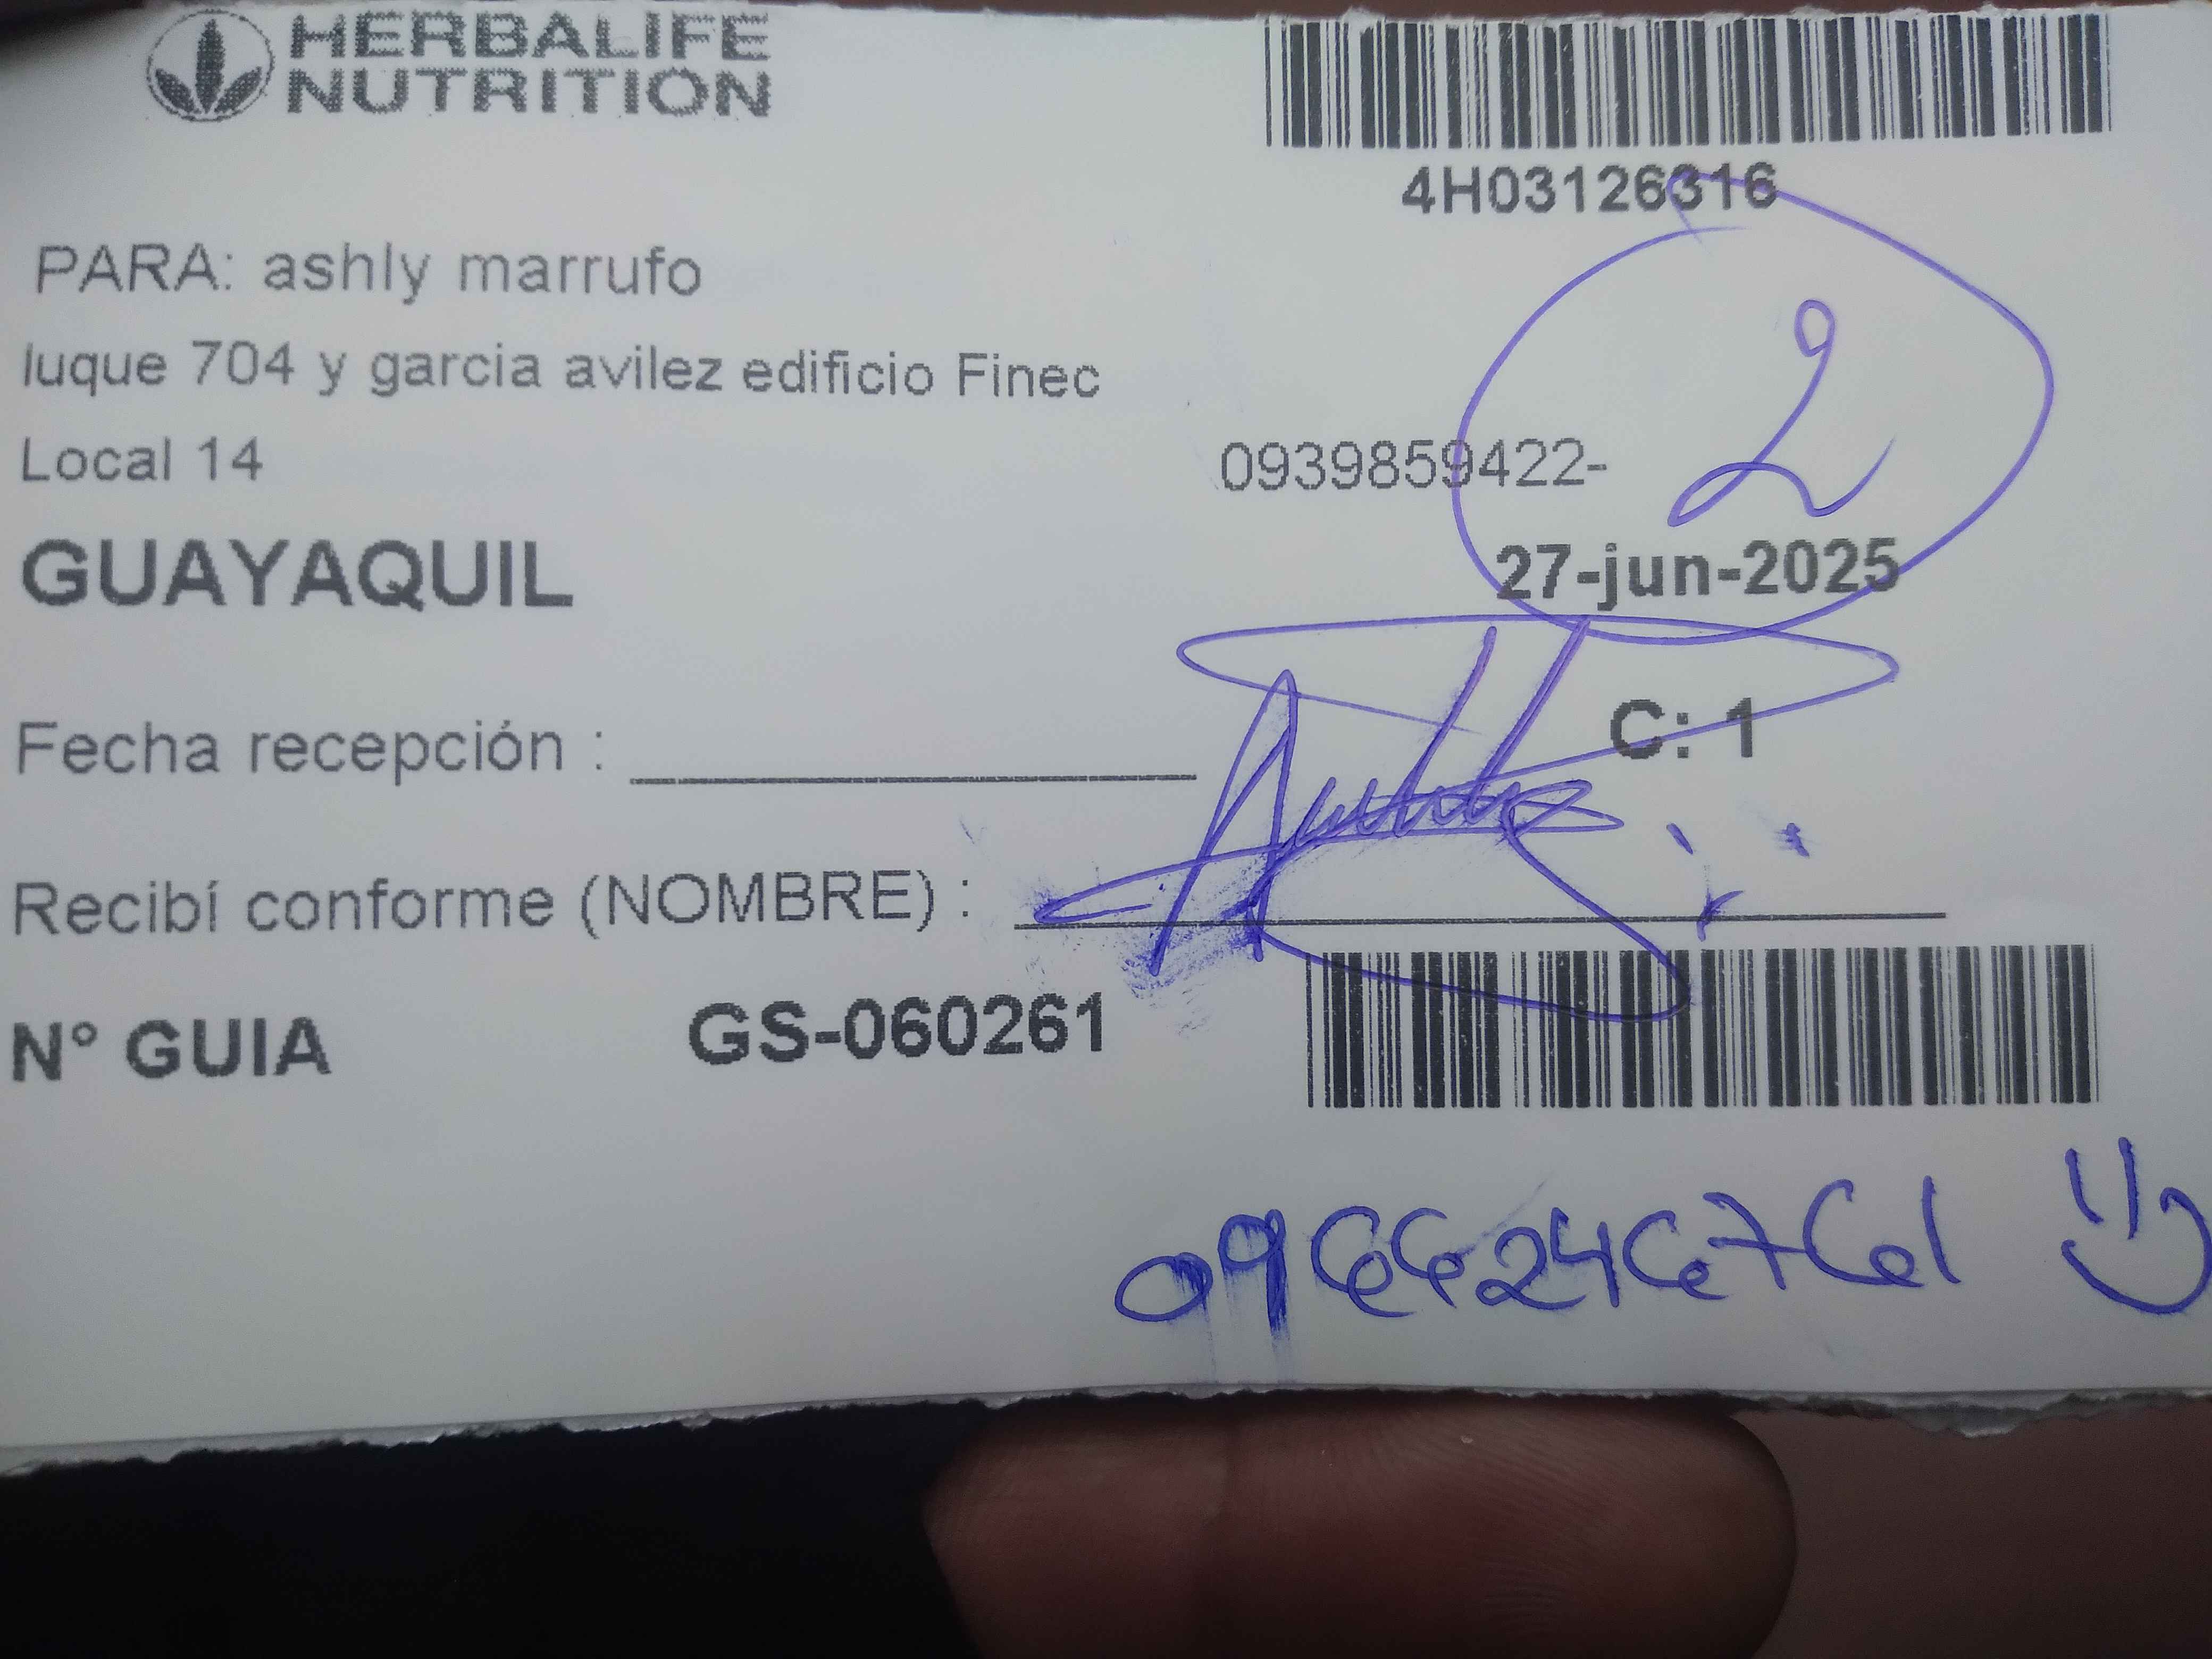 HERBALIFE
NUTRITION
4H03126316
PARA: ashly marrufo
luque 704 y garcia avilez edificio Finec
Local 14
0939859422-
2
GUAYAQUIL
27-jun-2025
Fecha recepción :
C: 1
Recibí conforme (NOMBRE) :
N° GUIA GS-060261
0966246761